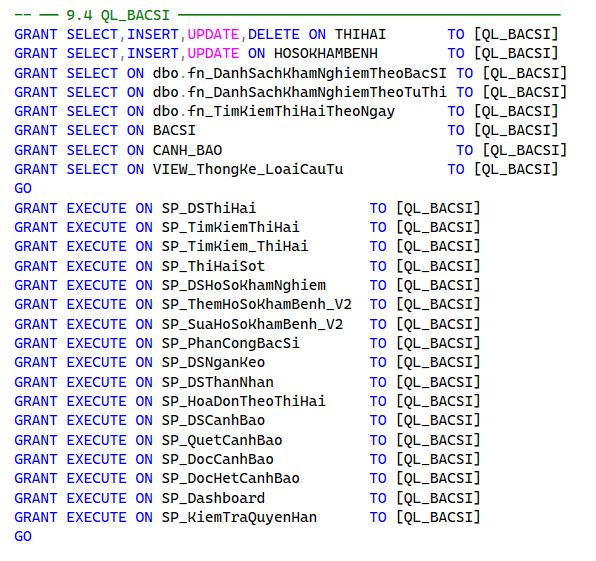 -- ── 9.4 QL_BACSI ────────────────────────────────────────────
GRANT SELECT,INSERT,UPDATE,DELETE ON THIHAI       TO [QL_BACSI]
GRANT SELECT,INSERT,UPDATE ON HOSOKHAMBENH        TO [QL_BACSI]
GRANT SELECT ON dbo.fn_DanhSachKhamNghiemTheoBacSI TO [QL_BACSI]
GRANT SELECT ON dbo.fn_DanhSachKhamNghiemTheoTuThi TO [QL_BACSI]
GRANT SELECT ON dbo.fn_TimKiemThiHaiTheoNgay      TO [QL_BACSI]
GRANT SELECT ON BACSI                             TO [QL_BACSI]
GRANT SELECT ON CANH_BAO                           TO [QL_BACSI]
GRANT SELECT ON VIEW_ThongKe_LoaiCauTu            TO [QL_BACSI]
GO
GRANT EXECUTE ON SP_DSThiHai             TO [QL_BACSI]
GRANT EXECUTE ON SP_TimKiemThiHai        TO [QL_BACSI]
GRANT EXECUTE ON SP_TimKiem_ThiHai       TO [QL_BACSI]
GRANT EXECUTE ON SP_ThiHaiSot            TO [QL_BACSI]
GRANT EXECUTE ON SP_DSHoSoKhamNghiem     TO [QL_BACSI]
GRANT EXECUTE ON SP_ThemHoSoKhamBenh_V2  TO [QL_BACSI]
GRANT EXECUTE ON SP_SuaHoSoKhamBenh_V2   TO [QL_BACSI]
GRANT EXECUTE ON SP_PhanCongBacSi        TO [QL_BACSI]
GRANT EXECUTE ON SP_DSNganKeo            TO [QL_BACSI]
GRANT EXECUTE ON SP_DSThanNhan           TO [QL_BACSI]
GRANT EXECUTE ON SP_HoaDonTheoThiHai     TO [QL_BACSI]
GRANT EXECUTE ON SP_DSCanhBao            TO [QL_BACSI]
GRANT EXECUTE ON SP_QuetCanhBao          TO [QL_BACSI]
GRANT EXECUTE ON SP_DocCanhBao           TO [QL_BACSI]
GRANT EXECUTE ON SP_DocHetCanhBao        TO [QL_BACSI]
GRANT EXECUTE ON SP_Dashboard            TO [QL_BACSI]
GRANT EXECUTE ON SP_KiemTraQuyenHan      TO [QL_BACSI]
GO